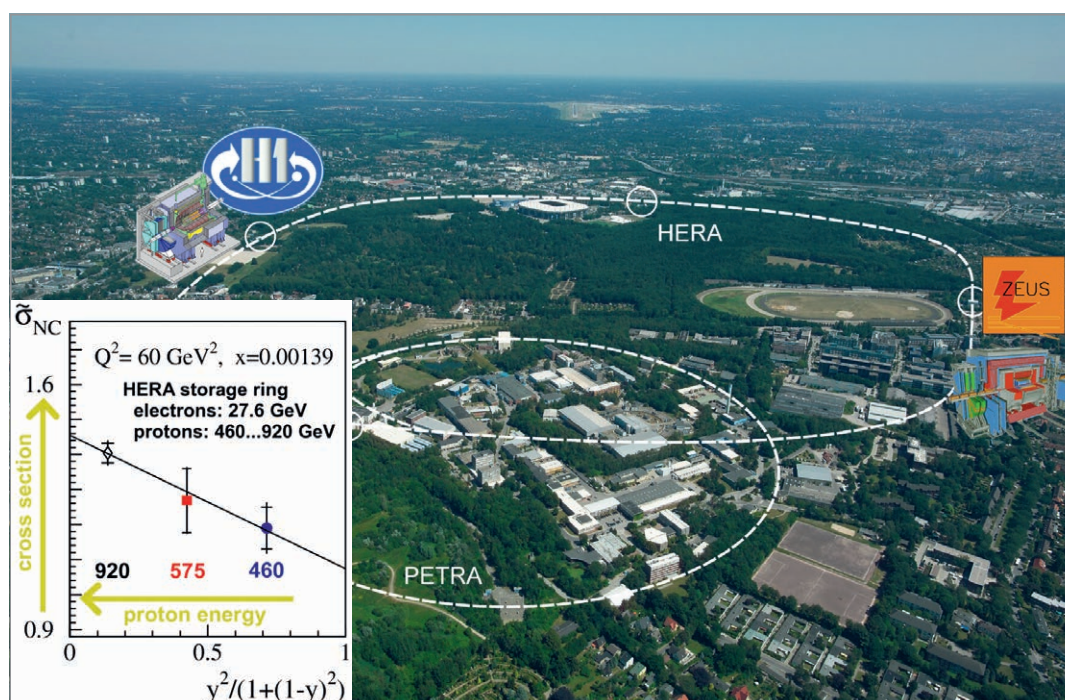 H1
HERA
ZEUS
PETRA
σ̃NC
Q²= 60 GeV², x=0.00139
HERA storage ring
electrons: 27.6 GeV
protons: 460...920 GeV
1.6
cross section
920 575 460
proton energy
0.9
0 0.5 1
y²/(1+(1-y)²)